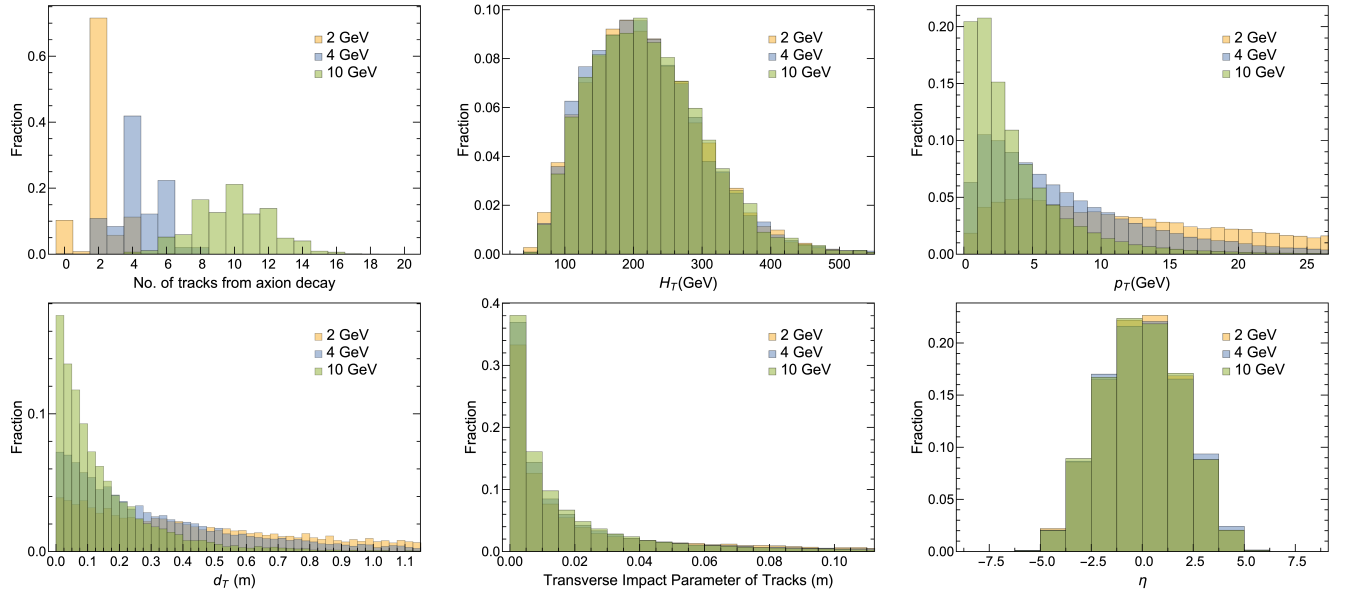 2 GeV
4 GeV
10 GeV
Fraction
0.6
0.4
0.2
0.0
0 2 4 6 8 10 12 14 16 18 20
No. of tracks from axion decay
2 GeV
4 GeV
10 GeV
Fraction
0.10
0.08
0.06
0.04
0.02
0.00
100 200 300 400 500
H_T(GeV)
2 GeV
4 GeV
10 GeV
Fraction
0.20
0.15
0.10
0.05
0.00
0 5 10 15 20 25
p_T(GeV)
2 GeV
4 GeV
10 GeV
Fraction
0.1
0.0
0.0 0.1 0.2 0.3 0.4 0.5 0.6 0.7 0.8 0.9 1.0 1.1
d_T (m)
2 GeV
4 GeV
10 GeV
Fraction
0.4
0.3
0.2
0.1
0.0
0.00 0.02 0.04 0.06 0.08 0.10
Transverse Impact Parameter of Tracks (m)
2 GeV
4 GeV
10 GeV
Fraction
0.20
0.15
0.10
0.05
0.00
−7.5 −5.0 −2.5 0.0 2.5 5.0 7.5
η